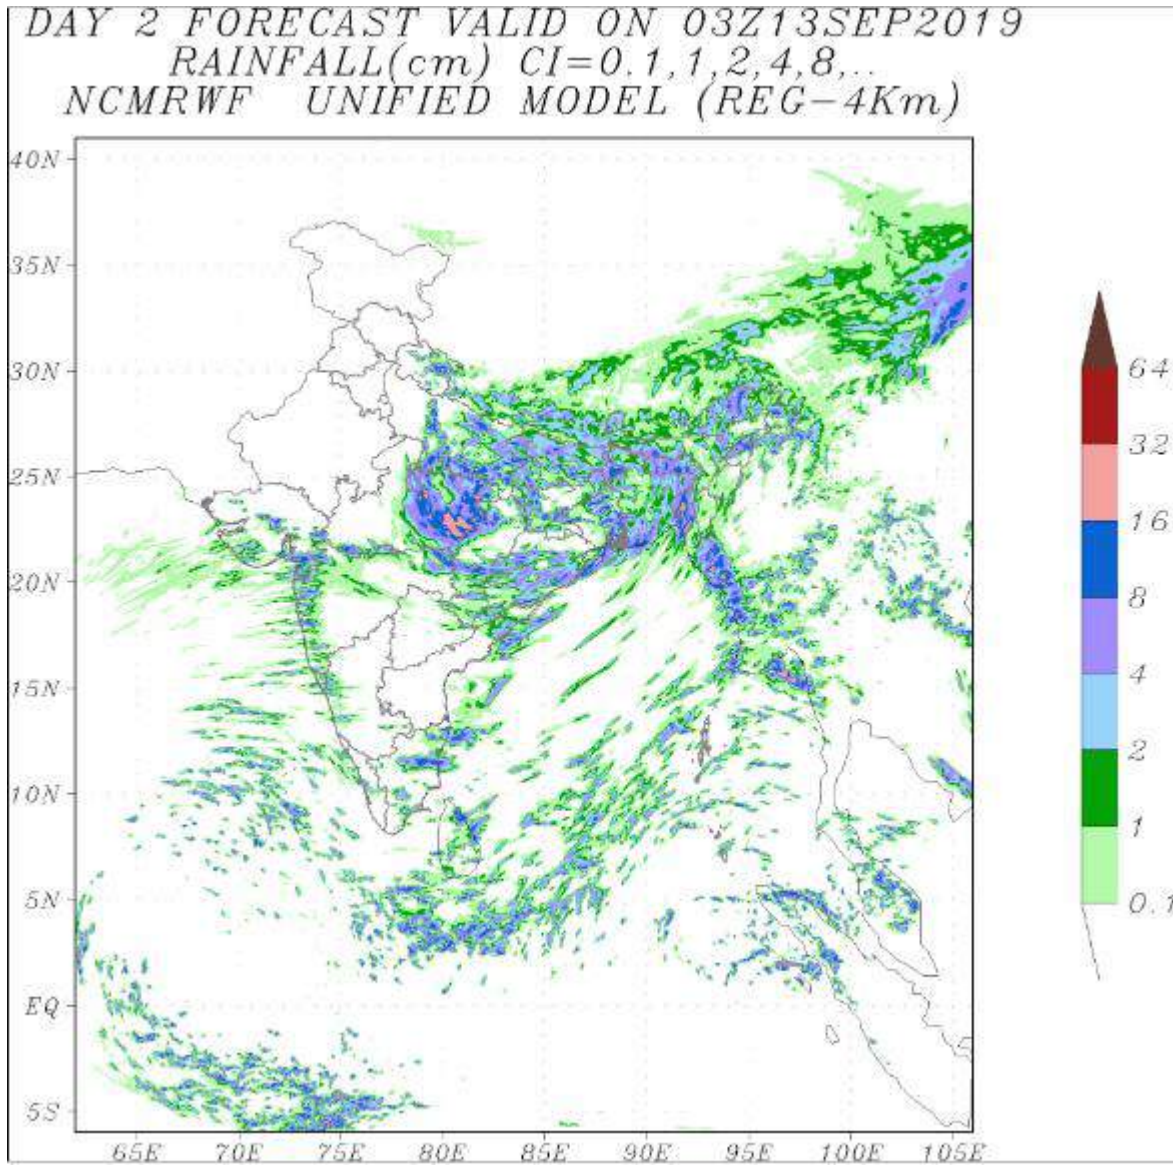 DAY 2 FORECAST VALID ON 03Z13SEP2019
RAINFALL(cm) CI=0.1,1,2,4,8,..
NCMRWF UNIFIED MODEL (REG-4Km)
40N
35N
30N
25N
20N
15N
10N
5N
EQ
5S
65E 70E 75E 80E 85E 90E 95E 100E 105E
64
32
16
8
4
2
1
0.1